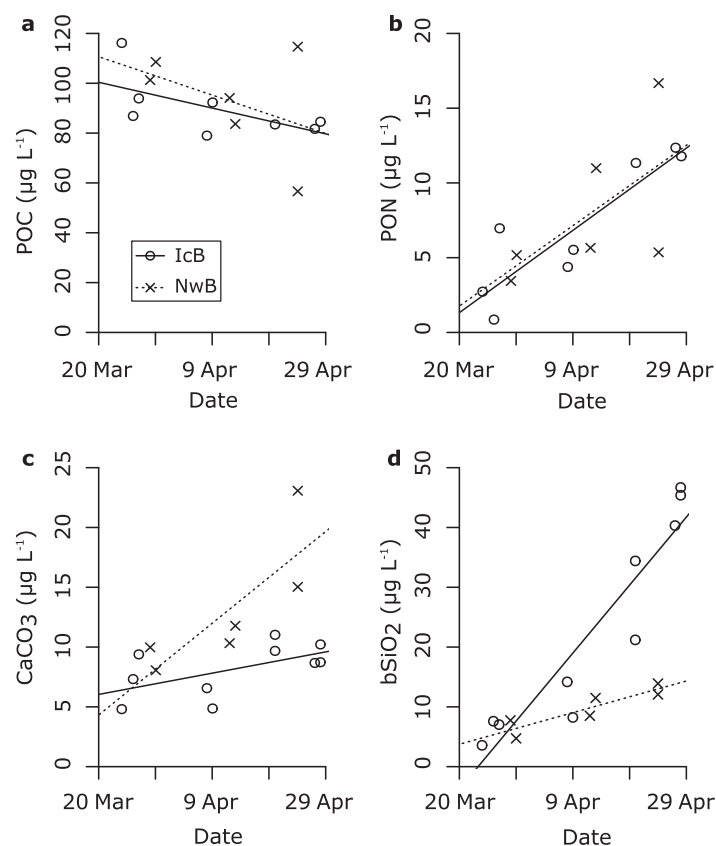 a
POC (µg L⁻¹)
120
100
80
60
40
20
0
IcB
NwB
20 Mar 9 Apr 29 Apr
Date
b
PON (µg L⁻¹)
20
15
10
5
0
20 Mar 9 Apr 29 Apr
Date
c
CaCO₃ (µg L⁻¹)
25
20
15
10
5
0
20 Mar 9 Apr 29 Apr
Date
d
bSiO₂ (µg L⁻¹)
50
40
30
20
10
0
20 Mar 9 Apr 29 Apr
Date